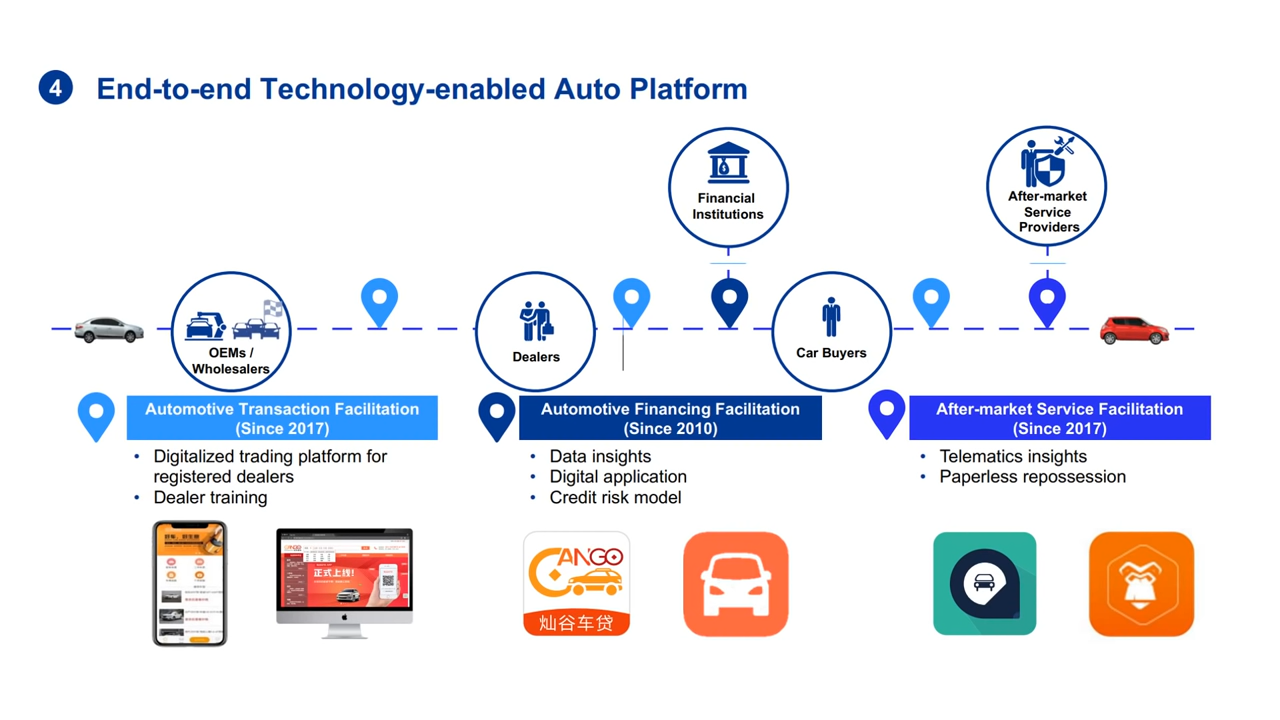 4
End-to-end Technology-enabled Auto Platform
Financial
Institutions
After-market
Service
Providers
OEMs /
Wholesalers
Dealers
Car Buyers
Automotive Transaction Facilitation
(Since 2017)
• Digitalized trading platform for
registered dealers
• Dealer training
Automotive Financing Facilitation
(Since 2010)
• Data insights
• Digital application
• Credit risk model
After-market Service Facilitation
(Since 2017)
• Telematics insights
• Paperless repossession
正式上线!
CANGO
灿谷车贷